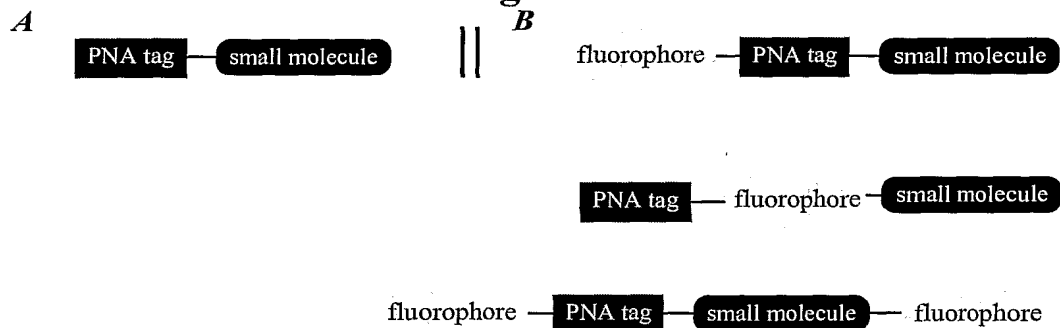 A
PNA tag small molecule
B
fluorophore PNA tag small molecule
PNA tag fluorophore small molecule
fluorophore PNA tag small molecule fluorophore